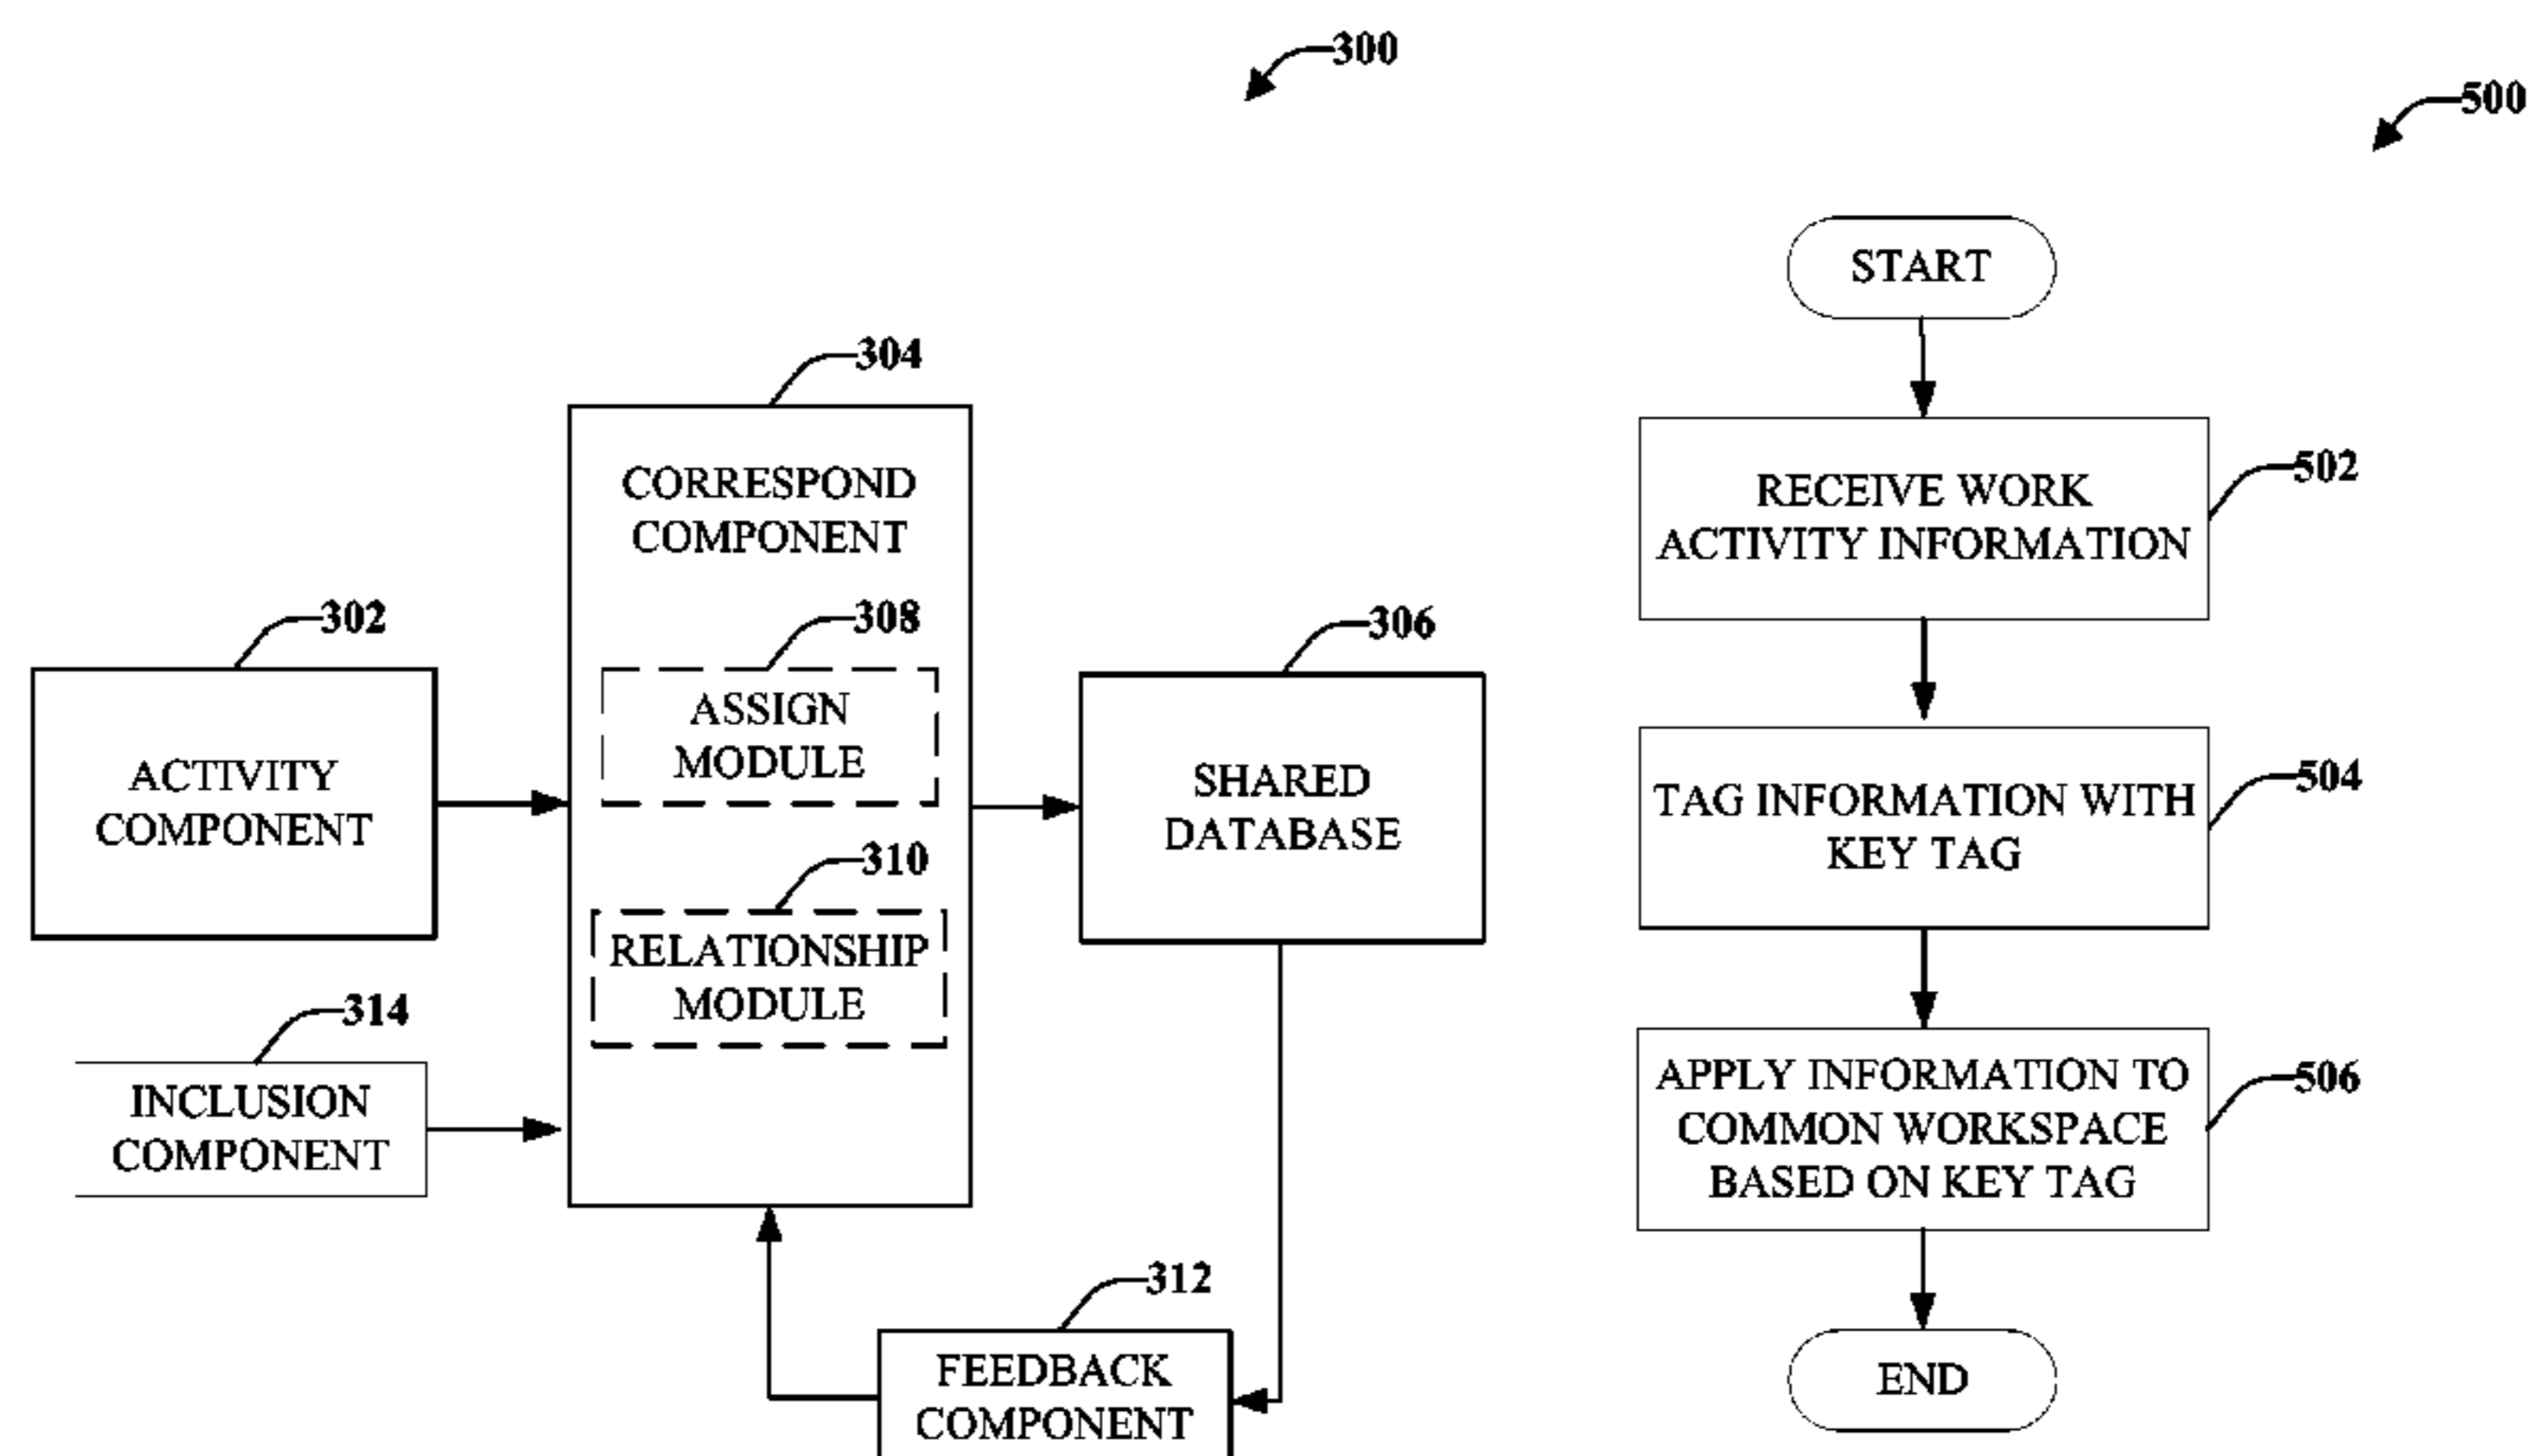 300
304
CORRESPOND
COMPONENT
302
308
306
ASSIGN
MODULE
ACTIVITY
COMPONENT
SHARED
DATABASE
310
RELATIONSHIP
MODULE
314
INCLUSION
COMPONENT
312
FEEDBACK
COMPONENT
500
START
502
RECEIVE WORK
ACTIVITY INFORMATION
504
TAG INFORMATION WITH
KEY TAG
506
APPLY INFORMATION TO
COMMON WORKSPACE
BASED ON KEY TAG
END